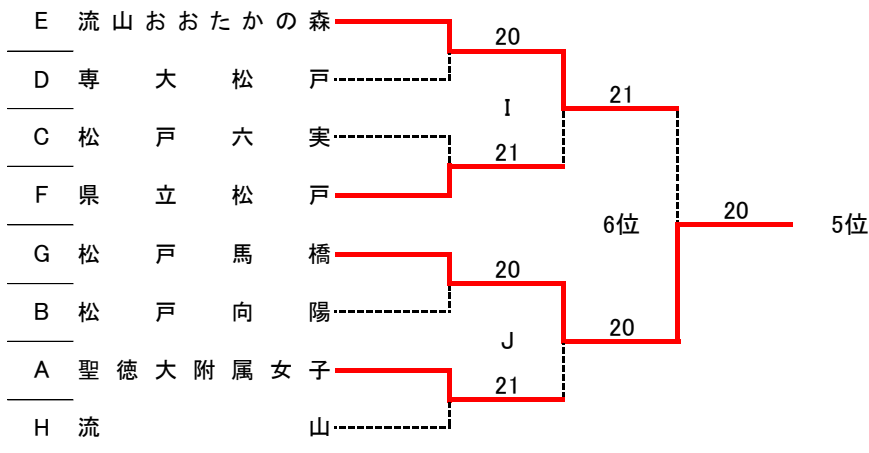 E 流山おおたかの森
20
D 専大松戸
21
I
C 松戸六実
21
F 県立松戸
6位 20 5位
G 松戸馬橋
20
B 松戸向陽
20
J
A 聖徳大附属女子
21
H 流山